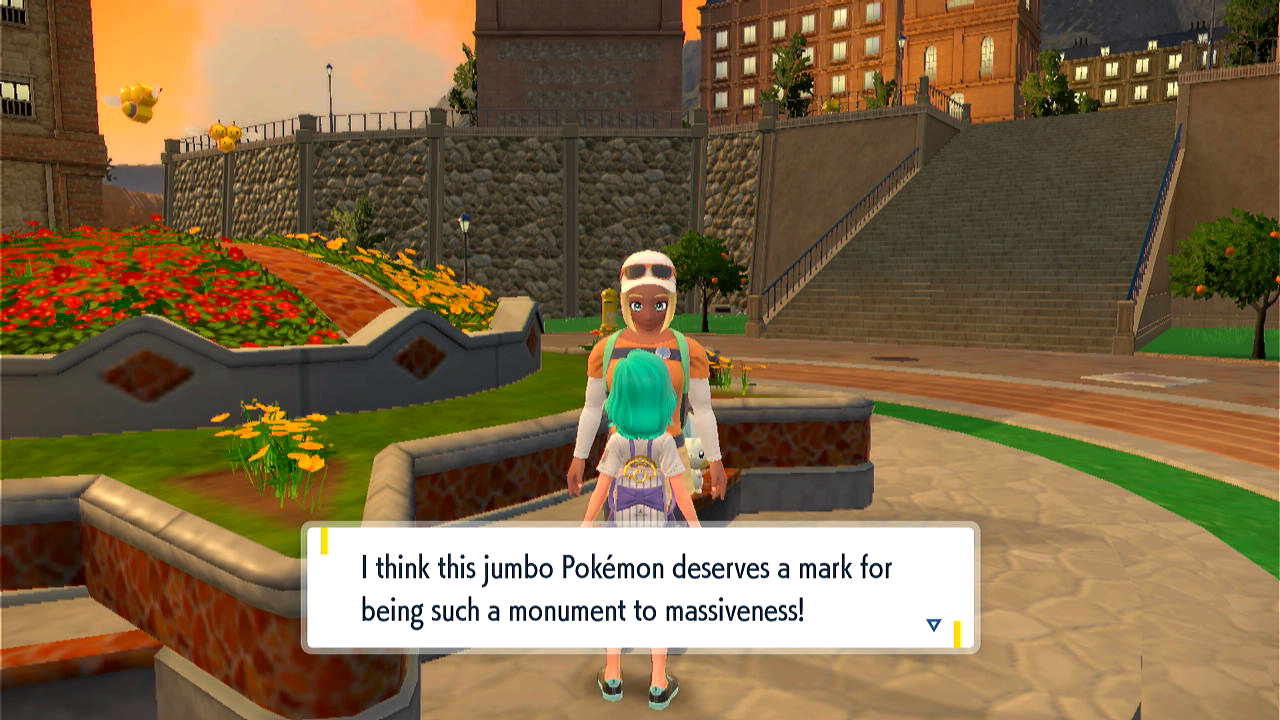 I think this jumbo Pokémon deserves a mark for
being such a monument to massiveness!